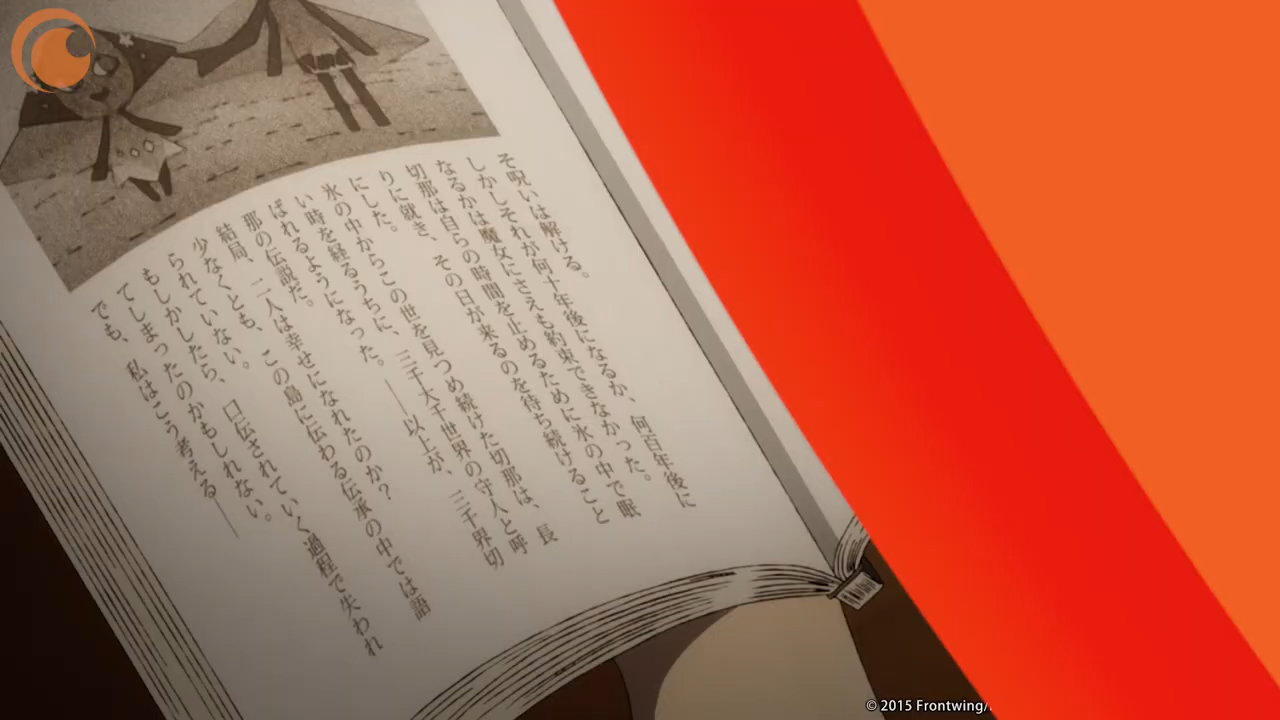 そ呪いは解ける。
しかしそれが何十年後になるか、何百年後に
なるかは魔女にさえも約束できなかった。
切那は自らの時間を止めるために氷の中で眠
りに就き、その日が来るのを待ち続けること
にした。
氷の中からこの世を見つめ続けた切那は、長
い時を経るうちに、三千大千世界の守人と呼
ばれるようになった。――以上が、三千界切
那の伝説だ。
結局、二人は幸せになれたのか？
少なくとも、この島に伝わる伝承の中では語
られていない。
もしかしたら、口伝されていく過程で失われ
てしまったのかもしれない。
でも、私はこう考える――
© 2015 Frontwing/